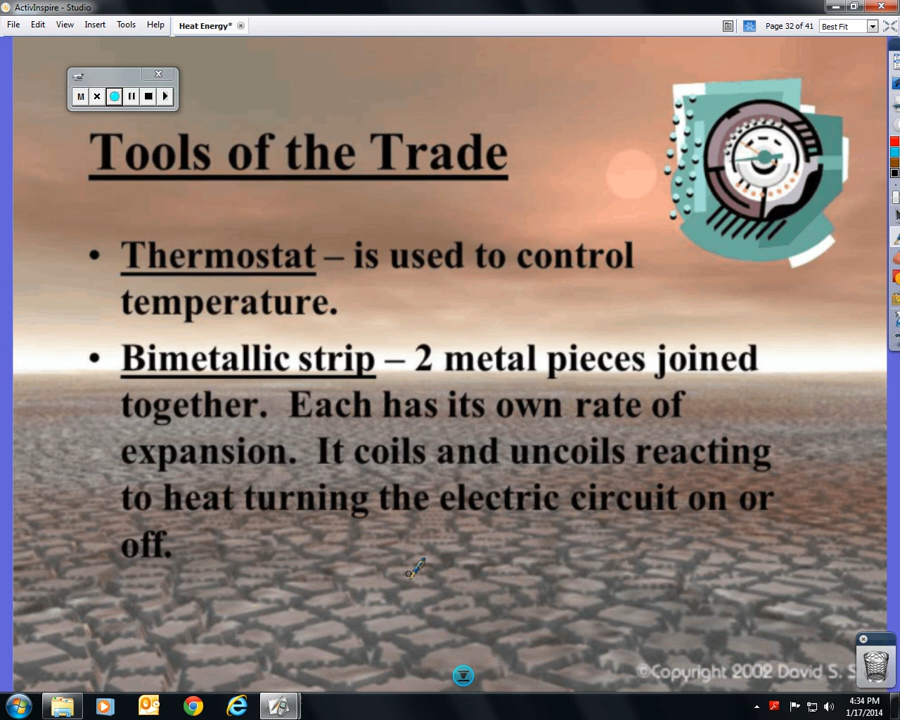 ActivInspire - Studio
File Edit View Insert Tools Help Heat Energy* Page 32 of 41 Best Fit
M
Tools of the Trade
• Thermostat – is used to control
temperature.
• Bimetallic strip – 2 metal pieces joined
together. Each has its own rate of
expansion. It coils and uncoils reacting
to heat turning the electric circuit on or
off.
©Copyright 2002 David S. S
4:34 PM
1/17/2014